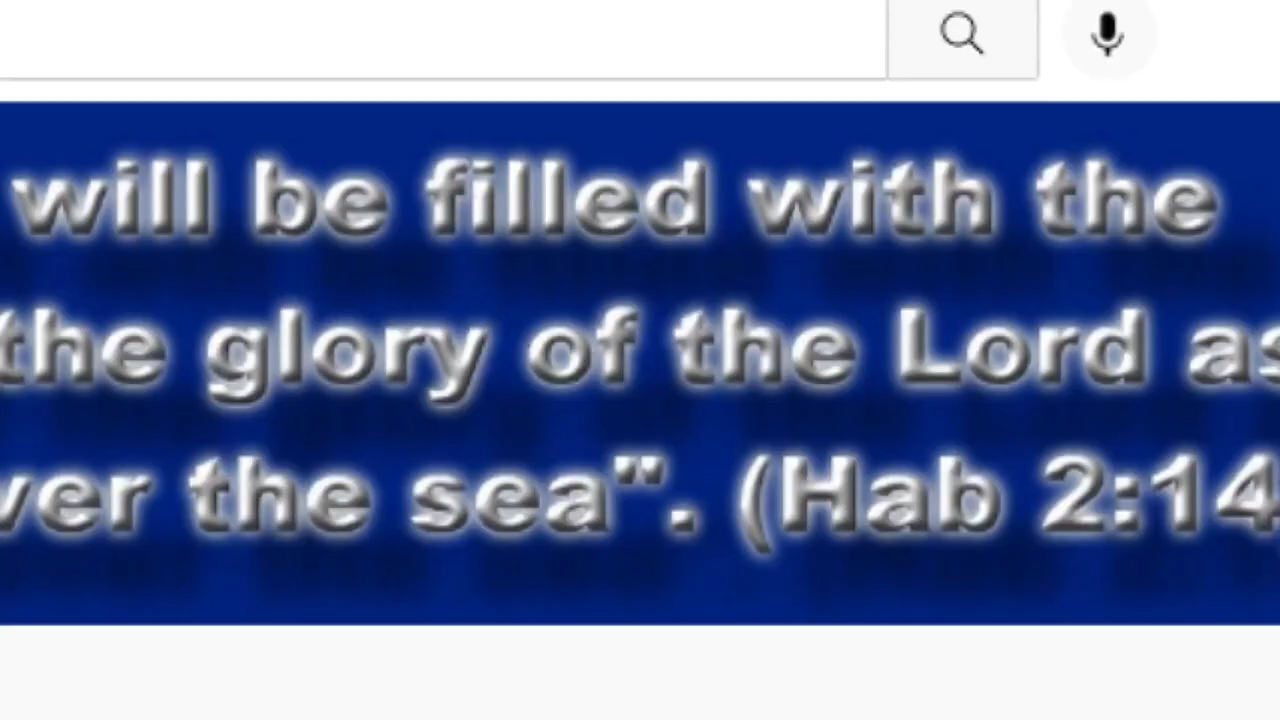 will be filled with the
the glory of the Lord as
ver the sea". (Hab 2:14